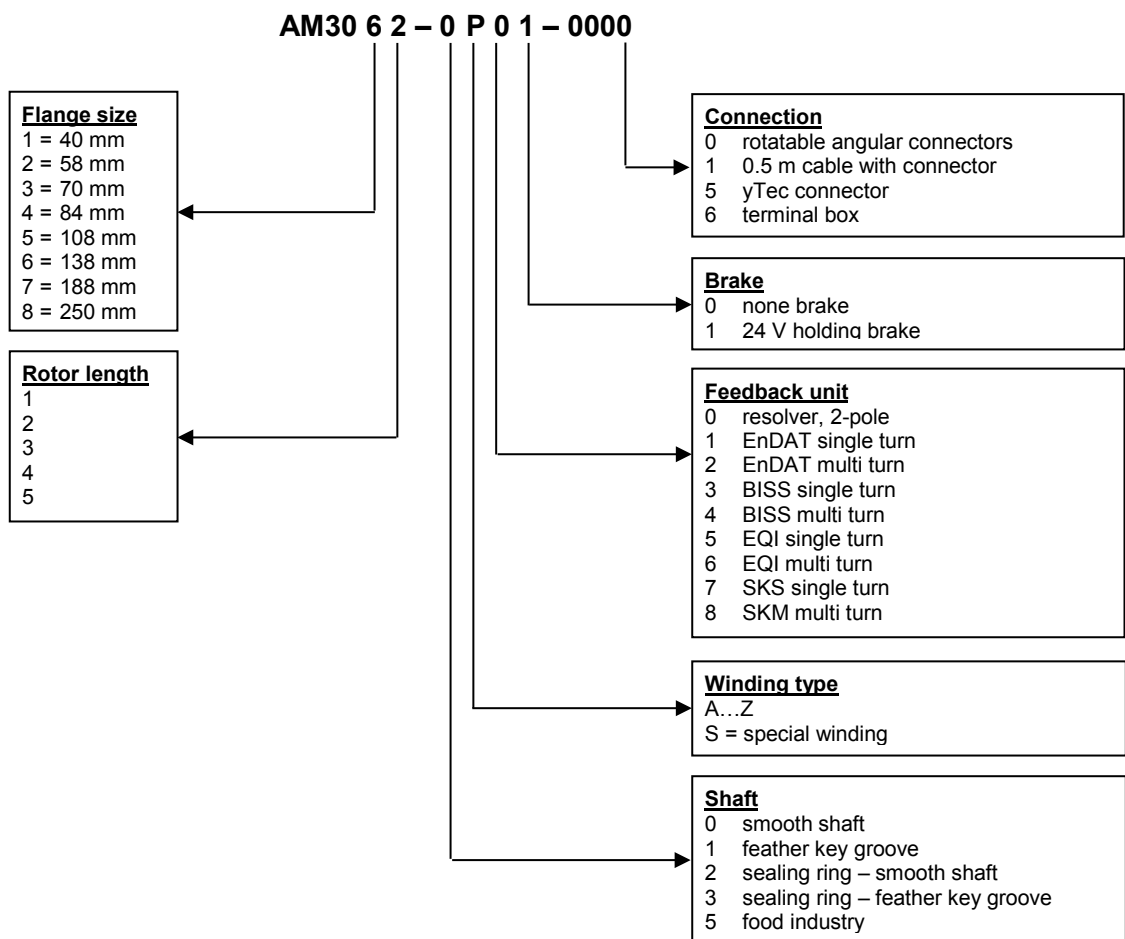 AM30 6 2 – 0 P 0 1 – 0000
Flange size
1 = 40 mm
2 = 58 mm
3 = 70 mm
4 = 84 mm
5 = 108 mm
6 = 138 mm
7 = 188 mm
8 = 250 mm
Rotor length
1
2
3
4
5
Connection
0 rotatable angular connectors
1 0.5 m cable with connector
5 yTec connector
6 terminal box
Brake
0 none brake
1 24 V holding brake
Feedback unit
0 resolver, 2-pole
1 EnDAT single turn
2 EnDAT multi turn
3 BISS single turn
4 BISS multi turn
5 EQI single turn
6 EQI multi turn
7 SKS single turn
8 SKM multi turn
Winding type
A…Z
S = special winding
Shaft
0 smooth shaft
1 feather key groove
2 sealing ring – smooth shaft
3 sealing ring – feather key groove
5 food industry